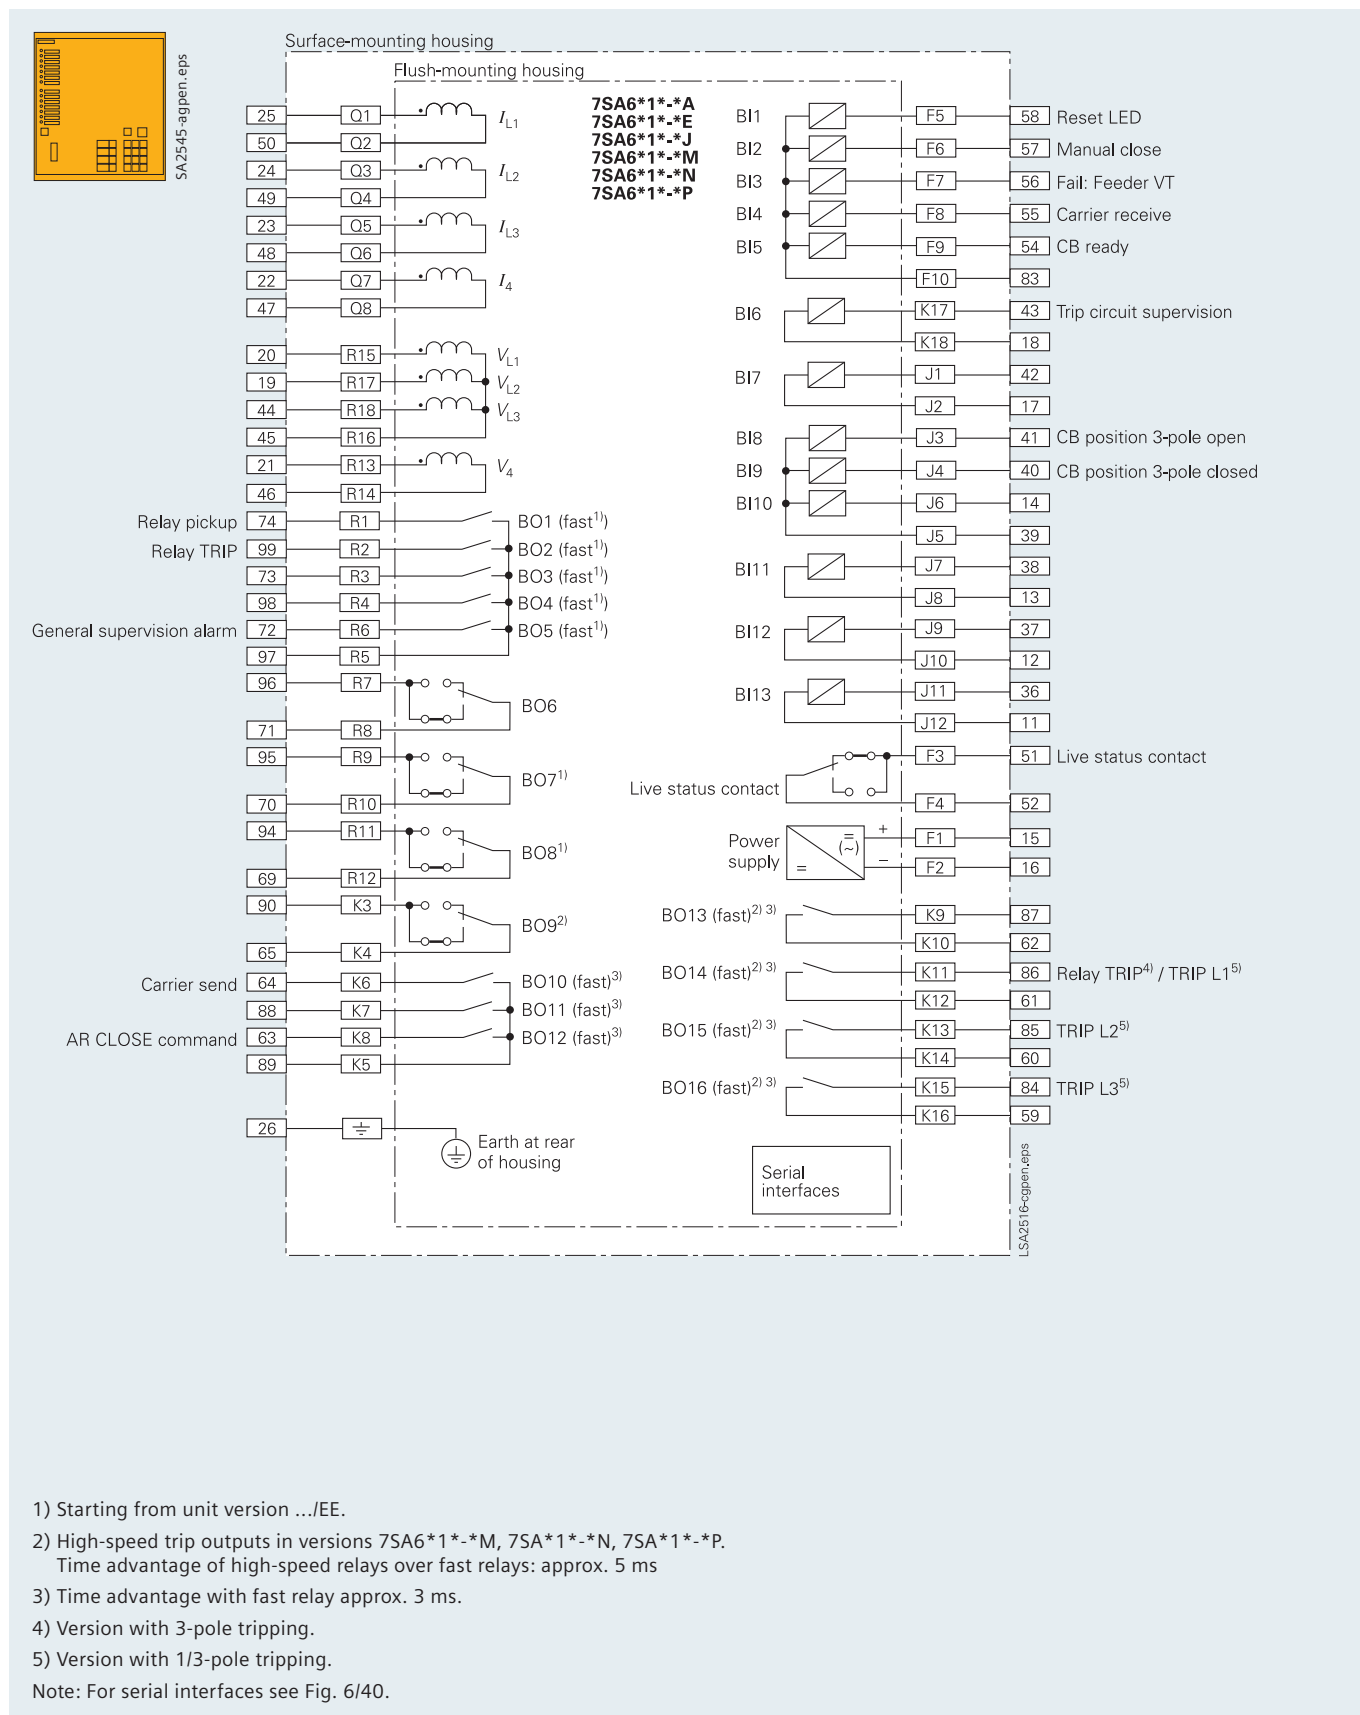 SA2545-agpen.eps
Surface-mounting housing
Flush-mounting housing
7SA6*1*-*A
7SA6*1*-*E
7SA6*1*-*J
7SA6*1*-*M
7SA6*1*-*N
7SA6*1*-*P
25 Q1 IL1
50 Q2
24 Q3 IL2
49 Q4
23 Q5 IL3
48 Q6
22 Q7 I4
47 Q8
20 R15 VL1
19 R17 VL2
44 R18 VL3
45 R16
21 R13 V4
46 R14
Relay pickup 74 R1 BO1 (fast1))
Relay TRIP 99 R2 BO2 (fast1))
73 R3 BO3 (fast1))
98 R4 BO4 (fast1))
General supervision alarm 72 R6 BO5 (fast1))
97 R5
96 R7 BO6
71 R8
95 R9 BO71)
70 R10
94 R11 BO81)
69 R12
90 K3 BO92)
65 K4
Carrier send 64 K6 BO10 (fast)3)
88 K7 BO11 (fast)3)
AR CLOSE command 63 K8 BO12 (fast)3)
89 K5
26
Earth at rear
of housing
BI1 F5 58 Reset LED
BI2 F6 57 Manual close
BI3 F7 56 Fail: Feeder VT
BI4 F8 55 Carrier receive
BI5 F9 54 CB ready
F10 83
BI6 K17 43 Trip circuit supervision
K18 18
BI7 J1 42
J2 17
BI8 J3 41 CB position 3-pole open
BI9 J4 40 CB position 3-pole closed
BI10 J6 14
J5 39
BI11 J7 38
J8 13
BI12 J9 37
J10 12
BI13 J11 36
J12 11
F3 51 Live status contact
Live status contact
F4 52
Power
supply
= (~) =
+ F1 15
– F2 16
BO13 (fast)2) 3) K9 87
K10 62
BO14 (fast)2) 3) K11 86 Relay TRIP4) / TRIP L15)
K12 61
BO15 (fast)2) 3) K13 85 TRIP L25)
K14 60
BO16 (fast)2) 3) K15 84 TRIP L35)
K16 59
Serial
interfaces
LSA2516-cgpen.eps
1) Starting from unit version .../EE.
2) High-speed trip outputs in versions 7SA6*1*-*M, 7SA*1*-*N, 7SA*1*-*P.
Time advantage of high-speed relays over fast relays: approx. 5 ms
3) Time advantage with fast relay approx. 3 ms.
4) Version with 3-pole tripping.
5) Version with 1/3-pole tripping.
Note: For serial interfaces see Fig. 6/40.